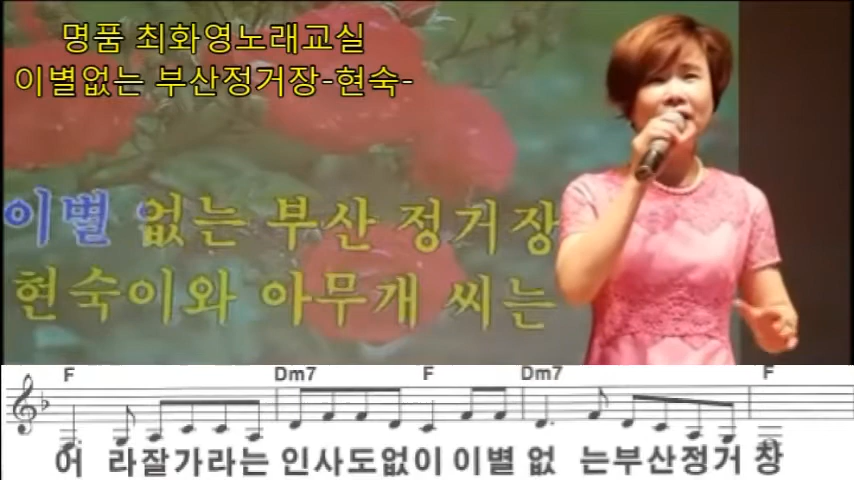 명품 최화영노래교실
이별없는 부산정거장-현숙-
이별 없는 부산 정거장
현숙이와 아무개 씨는
F Dm7 F Dm7 F
어 라잘가라는 인사도없이 이별 없 는부산정거 장